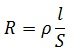 R = ρ l/S